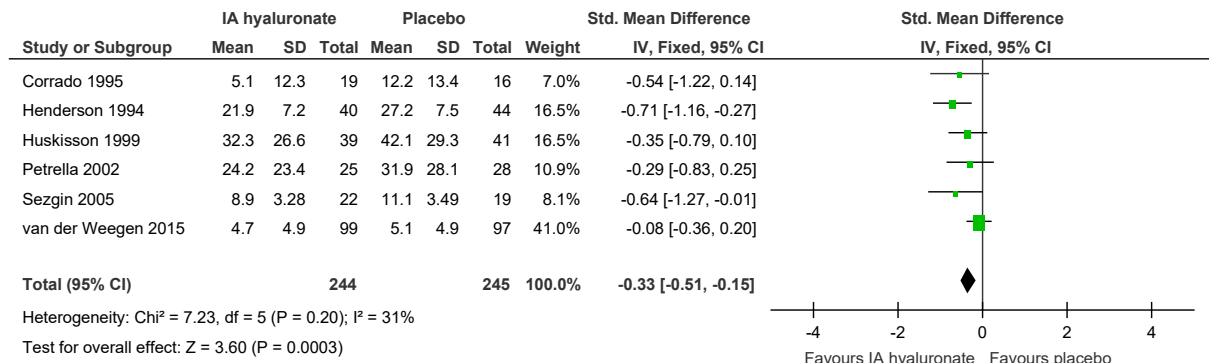 IA hyaluronate Placebo Std. Mean Difference Std. Mean Difference
Study or Subgroup Mean SD Total Mean SD Total Weight IV, Fixed, 95% CI IV, Fixed, 95% CI
Corrado 1995 5.1 12.3 19 12.2 13.4 16 7.0% -0.54 [-1.22, 0.14]
Henderson 1994 21.9 7.2 40 27.2 7.5 44 16.5% -0.71 [-1.16, -0.27]
Huskisson 1999 32.3 26.6 39 42.1 29.3 41 16.5% -0.35 [-0.79, 0.10]
Petrella 2002 24.2 23.4 25 31.9 28.1 28 10.9% -0.29 [-0.83, 0.25]
Sezgin 2005 8.9 3.28 22 11.1 3.49 19 8.1% -0.64 [-1.27, -0.01]
van der Weegen 2015 4.7 4.9 99 5.1 4.9 97 41.0% -0.08 [-0.36, 0.20]
Total (95% CI) 244 245 100.0% -0.33 [-0.51, -0.15]
Heterogeneity: Chi² = 7.23, df = 5 (P = 0.20); I² = 31%
Test for overall effect: Z = 3.60 (P = 0.0003)
-4 -2 0 2 4
Favours IA hyaluronate Favours placebo